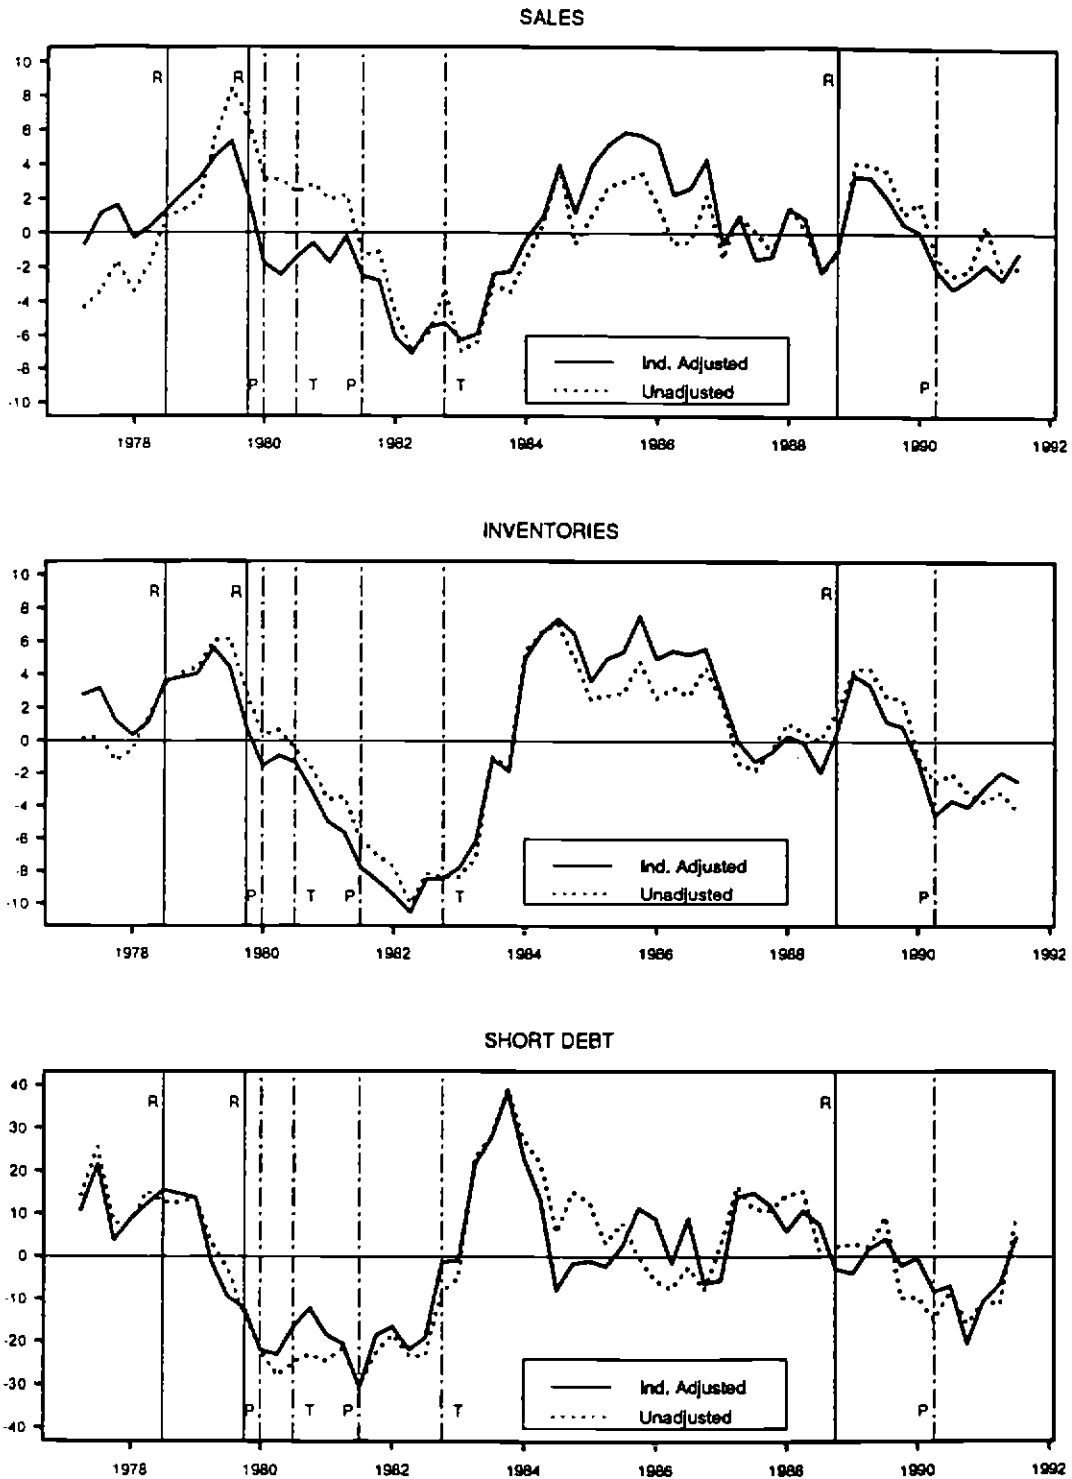 SALES
10
8
6
4
2
0
-2
-4
-6
-8
-10
R R R
P T P T P
Ind. Adjusted
Unadjusted
1978 1980 1982 1984 1986 1988 1990 1992
INVENTORIES
10
8
6
4
2
0
-2
-4
-6
-8
-10
R R R
P T P T P
Ind. Adjusted
Unadjusted
1978 1980 1982 1984 1986 1988 1990 1992
SHORT DEBT
40
30
20
10
0
-10
-20
-30
-40
R R R
P T P T P
Ind. Adjusted
Unadjusted
1978 1980 1982 1984 1986 1988 1990 1992